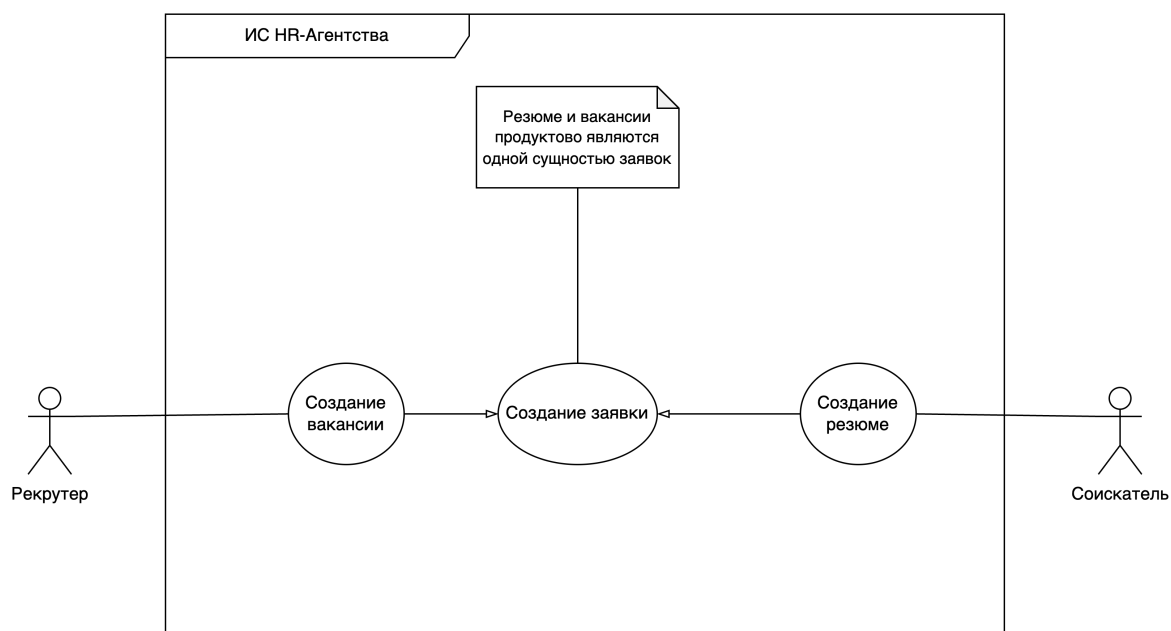 ИС HR-Агентства
Резюме и вакансии
продуктово являются
одной сущностью заявок
Создание
вакансии
Создание заявки
Создание
резюме
Рекрутер
Соискатель